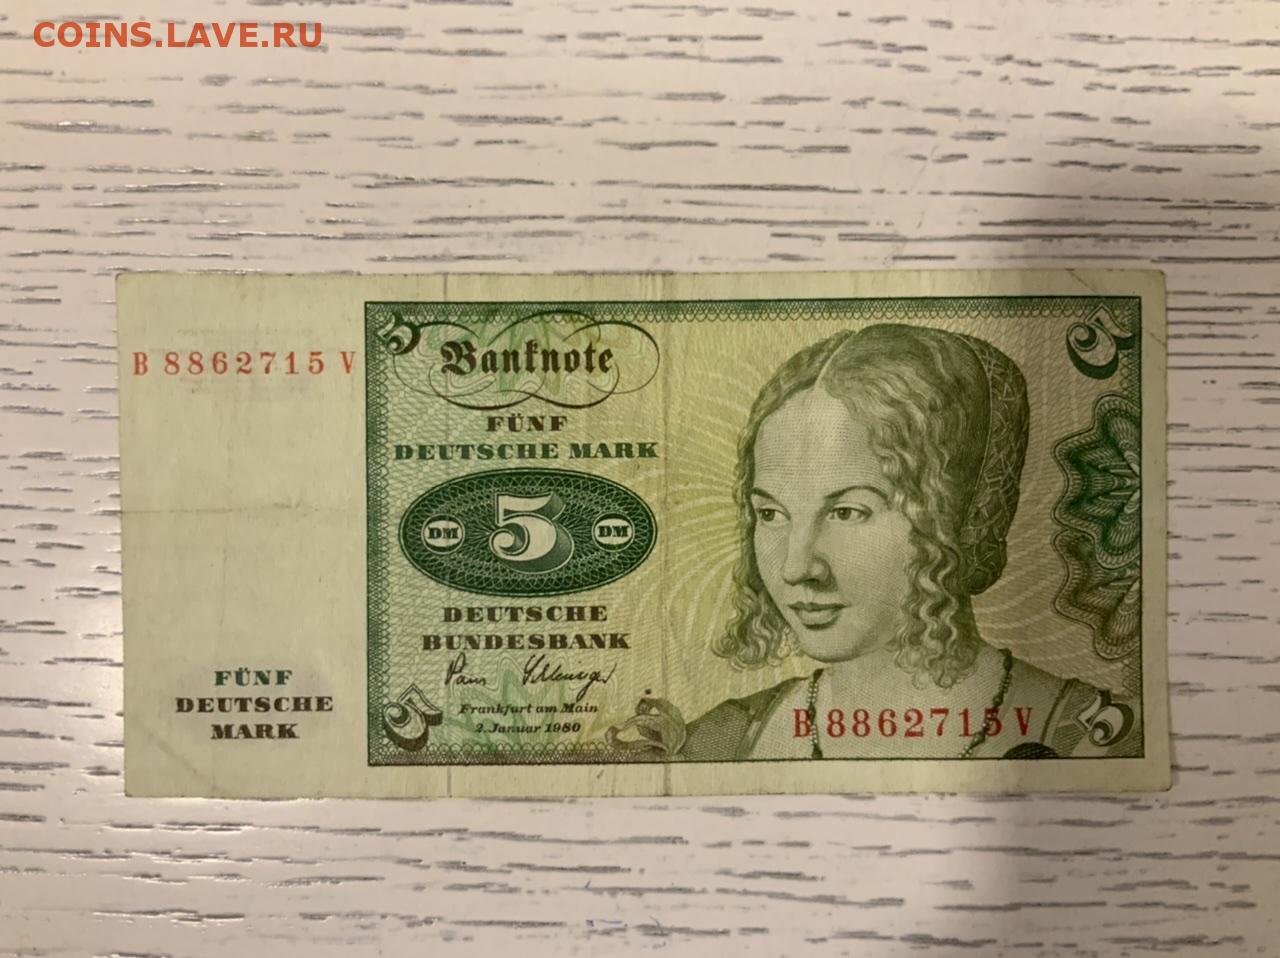 COINS.LAVE.RU
B 8862715 V
5
5
Banknote
FÜNF
DEUTSCHE MARK
DM 5 DM
DEUTSCHE
BUNDESBANK
Frankfurt am Main
2. Januar 1980
FÜNF
DEUTSCHE
MARK
5
B 8862715 V
5